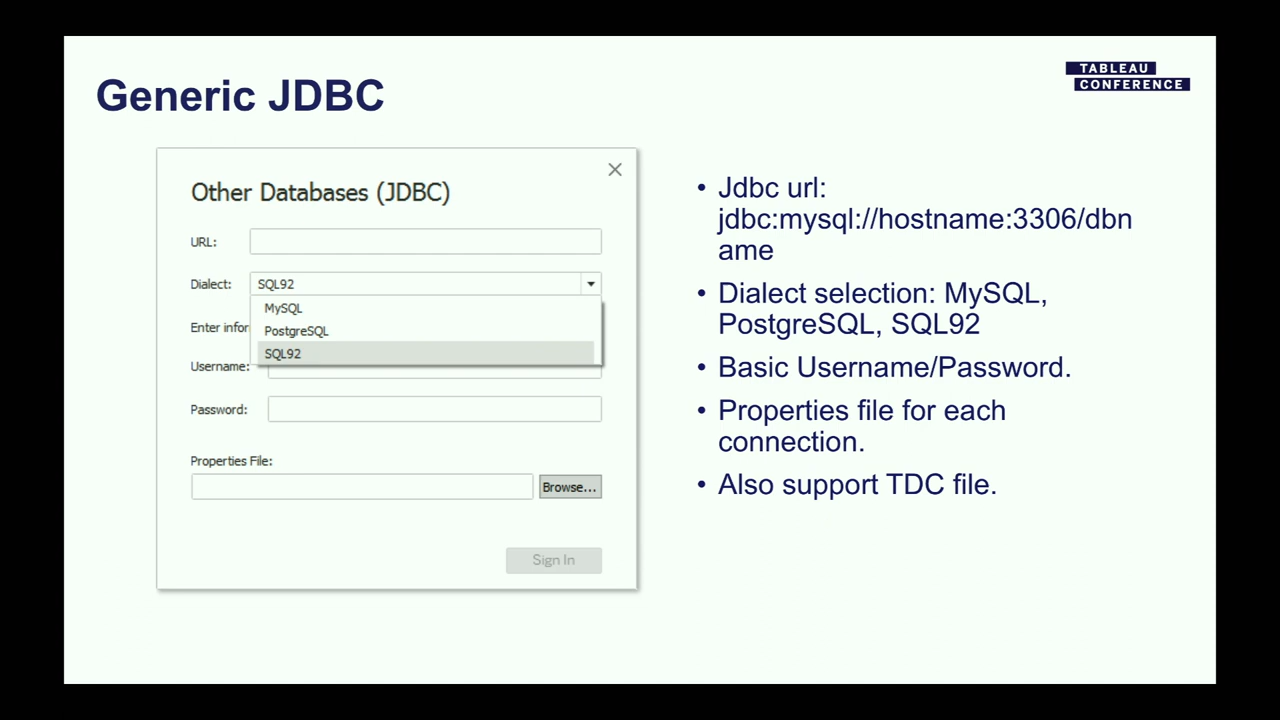 Generic JDBC
TABLEAU
CONFERENCE
Other Databases (JDBC)
URL:
Dialect: SQL92
MySQL
PostgreSQL
SQL92
Enter infor
Username:
Password:
Properties File:
Browse...
Sign In
• Jdbc url:
jdbc:mysql://hostname:3306/dbn
ame
• Dialect selection: MySQL,
PostgreSQL, SQL92
• Basic Username/Password.
• Properties file for each
connection.
• Also support TDC file.